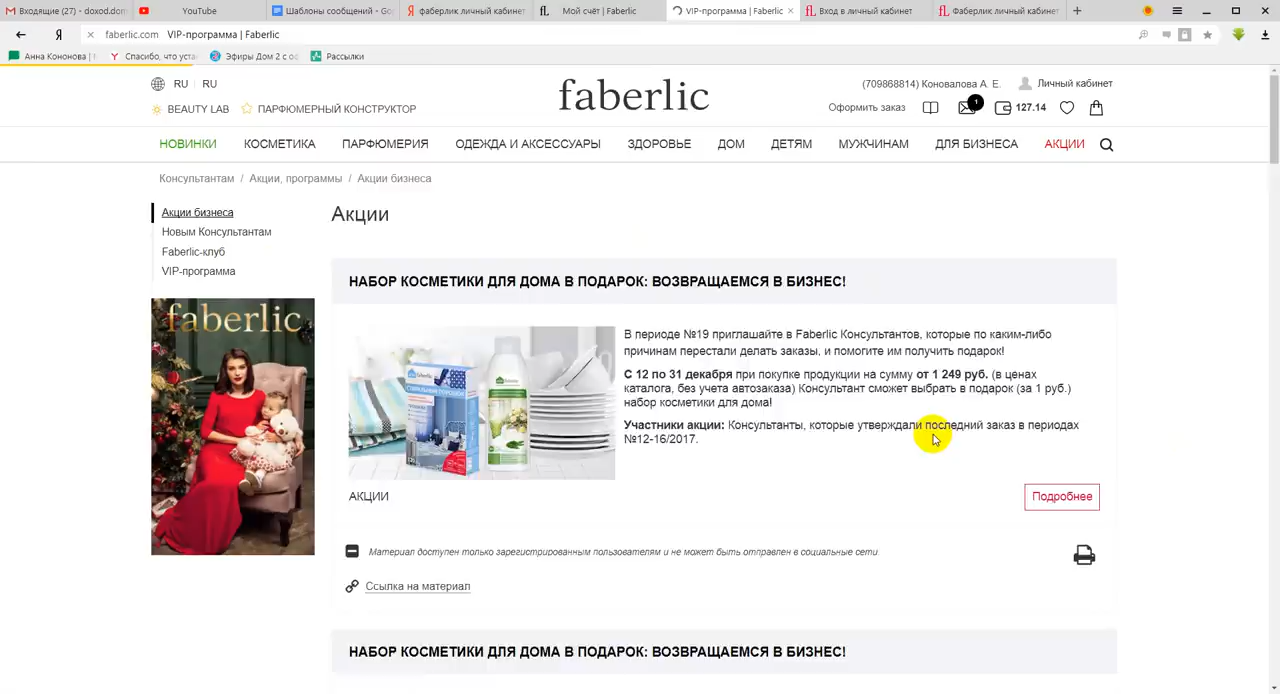 Входящие (27) - doxod.dom
YouTube
Шаблоны сообщений - Goo
фаберлик личный кабинет
Мой счёт | Faberlic
VIP-программа | Faberlic
Вход в личный кабинет
Фаберлик личный кабинет
faberlic.com VIP-программа | Faberlic
Анна Кононова | F
Спасибо, что уста
Эфиры Дом 2 с о
Рассылки
RU RU
BEAUTY LAB ПАРФЮМЕРНЫЙ КОНСТРУКТОР
faberlic
(709868814) Коновалова А. Е. Личный кабинет
Оформить заказ 1 127.14
НОВИНКИ КОСМЕТИКА ПАРФЮМЕРИЯ ОДЕЖДА И АКСЕССУАРЫ ЗДОРОВЬЕ ДОМ ДЕТЯМ МУЖЧИНАМ ДЛЯ БИЗНЕСА АКЦИИ
Консультантам / Акции, программы / Акции бизнеса
Акции бизнеса
Новым Консультантам
Faberlic-клуб
VIP-программа
faberlic
Акции
НАБОР КОСМЕТИКИ ДЛЯ ДОМА В ПОДАРОК: ВОЗВРАЩАЕМСЯ В БИЗНЕС!
В периоде №19 приглашайте в Faberlic Консультантов, которые по каким-либо
причинам перестали делать заказы, и помогите им получить подарок!
С 12 по 31 декабря при покупке продукции на сумму от 1 249 руб. (в ценах
каталога, без учета автозаказа) Консультант сможет выбрать в подарок (за 1 руб.)
набор косметики для дома!
Участники акции: Консультанты, которые утверждали последний заказ в периодах
№12-16/2017.
АКЦИИ
Подробнее
Материал доступен только зарегистрированным пользователям и не может быть отправлен в социальные сети.
Ссылка на материал
НАБОР КОСМЕТИКИ ДЛЯ ДОМА В ПОДАРОК: ВОЗВРАЩАЕМСЯ В БИЗНЕС!